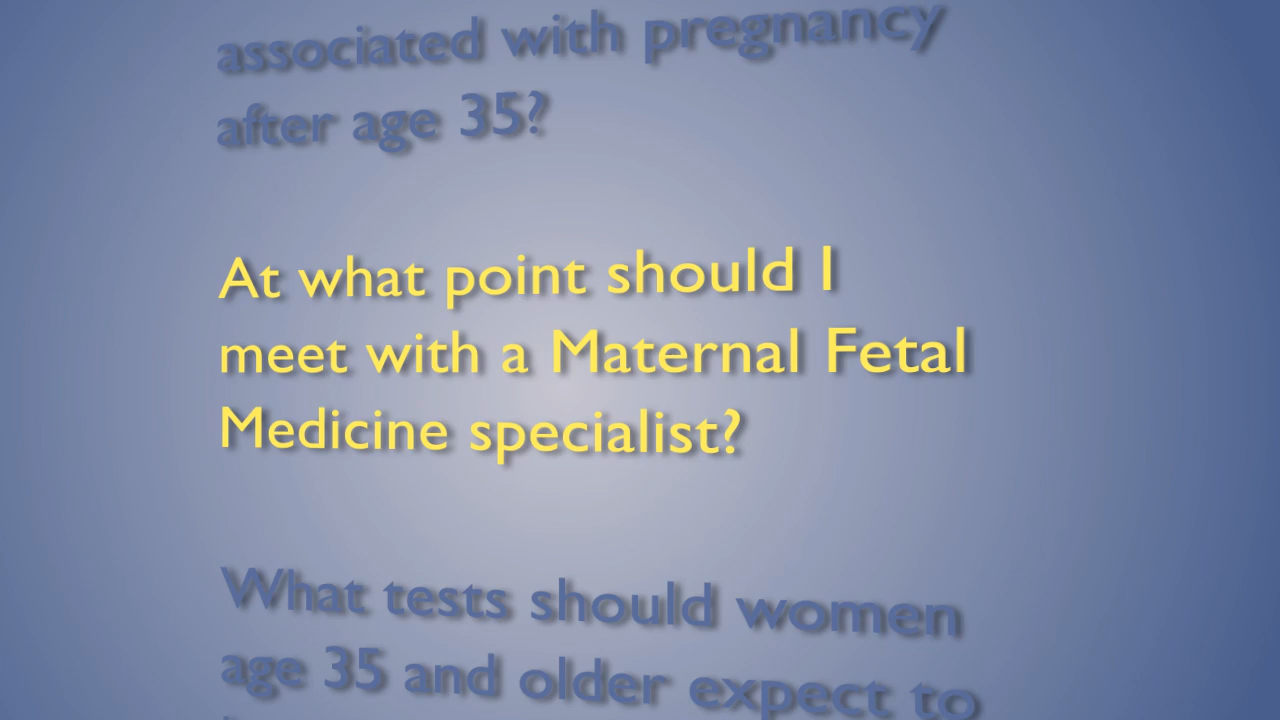 associated with pregnancy
after age 35?
At what point should I
meet with a Maternal Fetal
Medicine specialist?
What tests should women
age 35 and older expect to